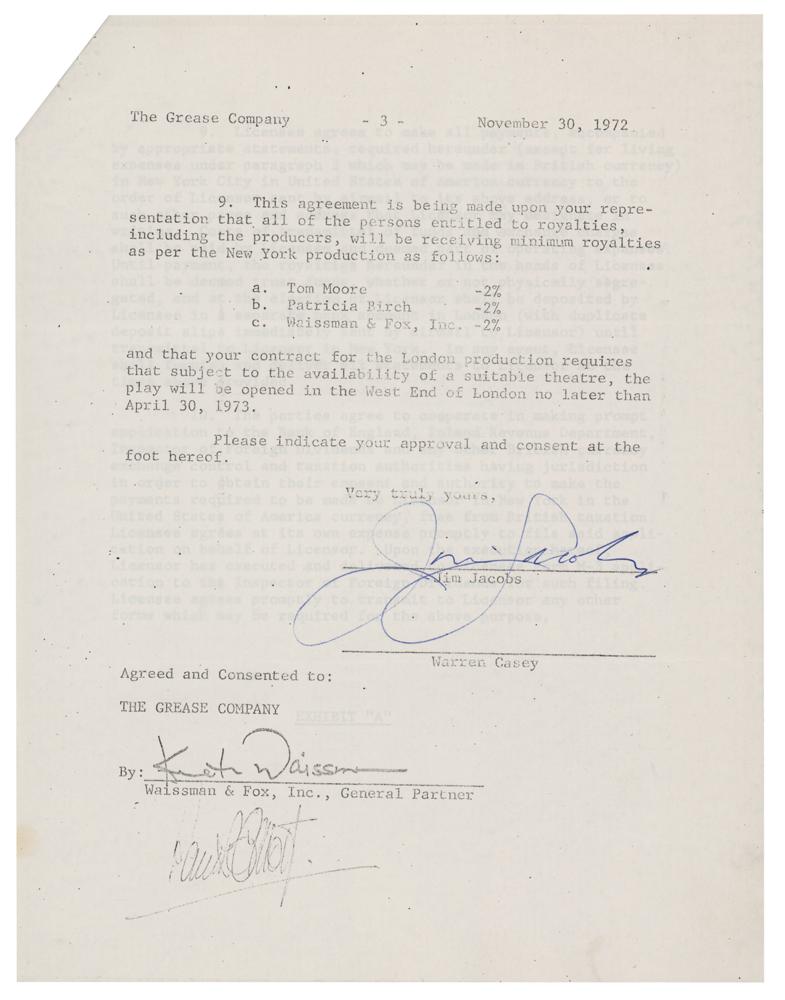 The Grease Company - 3 - November 30, 1972
9. This agreement is being made upon your repre-
sentation that all of the persons entitled to royalties,
including the producers, will be receiving minimum royalties
as per the New York production as follows:
a. Tom Moore -2%
b. Patricia Birch -2%
c. Waissman & Fox, Inc. -2%
and that your contract for the London production requires
that subject to the availability of a suitable theatre, the
play will be opened in the West End of London no later than
April 30, 1973.
Please indicate your approval and consent at the
foot hereof.
Very truly yours,
Jim Jacobs
Jim Jacobs
Warren Casey
Agreed and Consented to:
THE GREASE COMPANY
EXHIBIT "A"
By: Kenneth Waissman
Waissman & Fox, Inc., General Partner